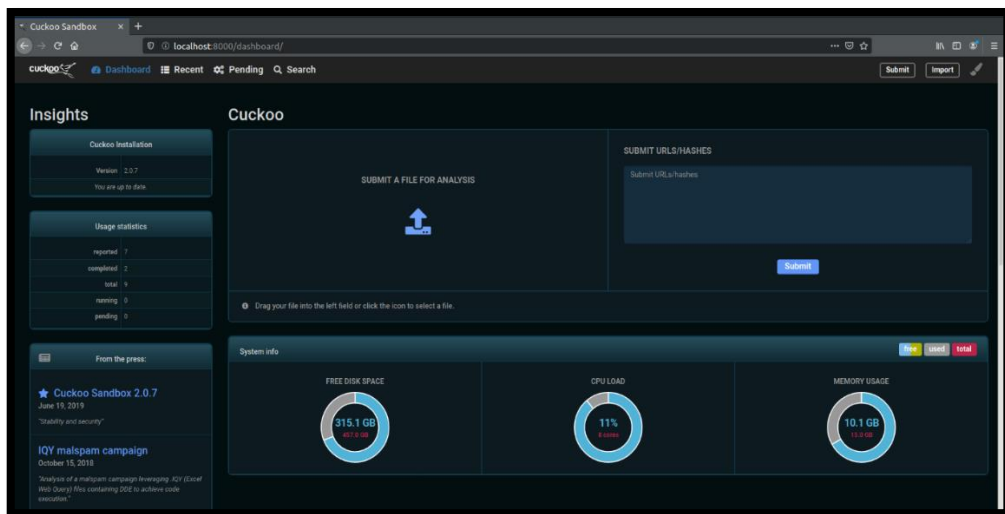 Cuckoo Sandbox × +
localhost:8000/dashboard/
cuckoo Dashboard Recent Pending Search Submit Import
Insights
Cuckoo Installation
Version 2.0.7
You are up to date
Usage statistics
reported 7
completed 2
total 9
running 0
pending 0
From the press:
Cuckoo Sandbox 2.0.7
June 19, 2019
"Stability and security"
IQY malspam campaign
October 15, 2018
"Analysis of a malspam campaign leveraging .IQY (Excel
Web Query) files containing DDE to achieve code
execution."
Cuckoo
SUBMIT A FILE FOR ANALYSIS
SUBMIT URLS/HASHES
Submit URLs/hashes
Submit
Drag your file into the left field or click the icon to select a file.
System info
free used total
FREE DISK SPACE
315.1 GB
CPU LOAD
11%
MEMORY USAGE
10.1 GB